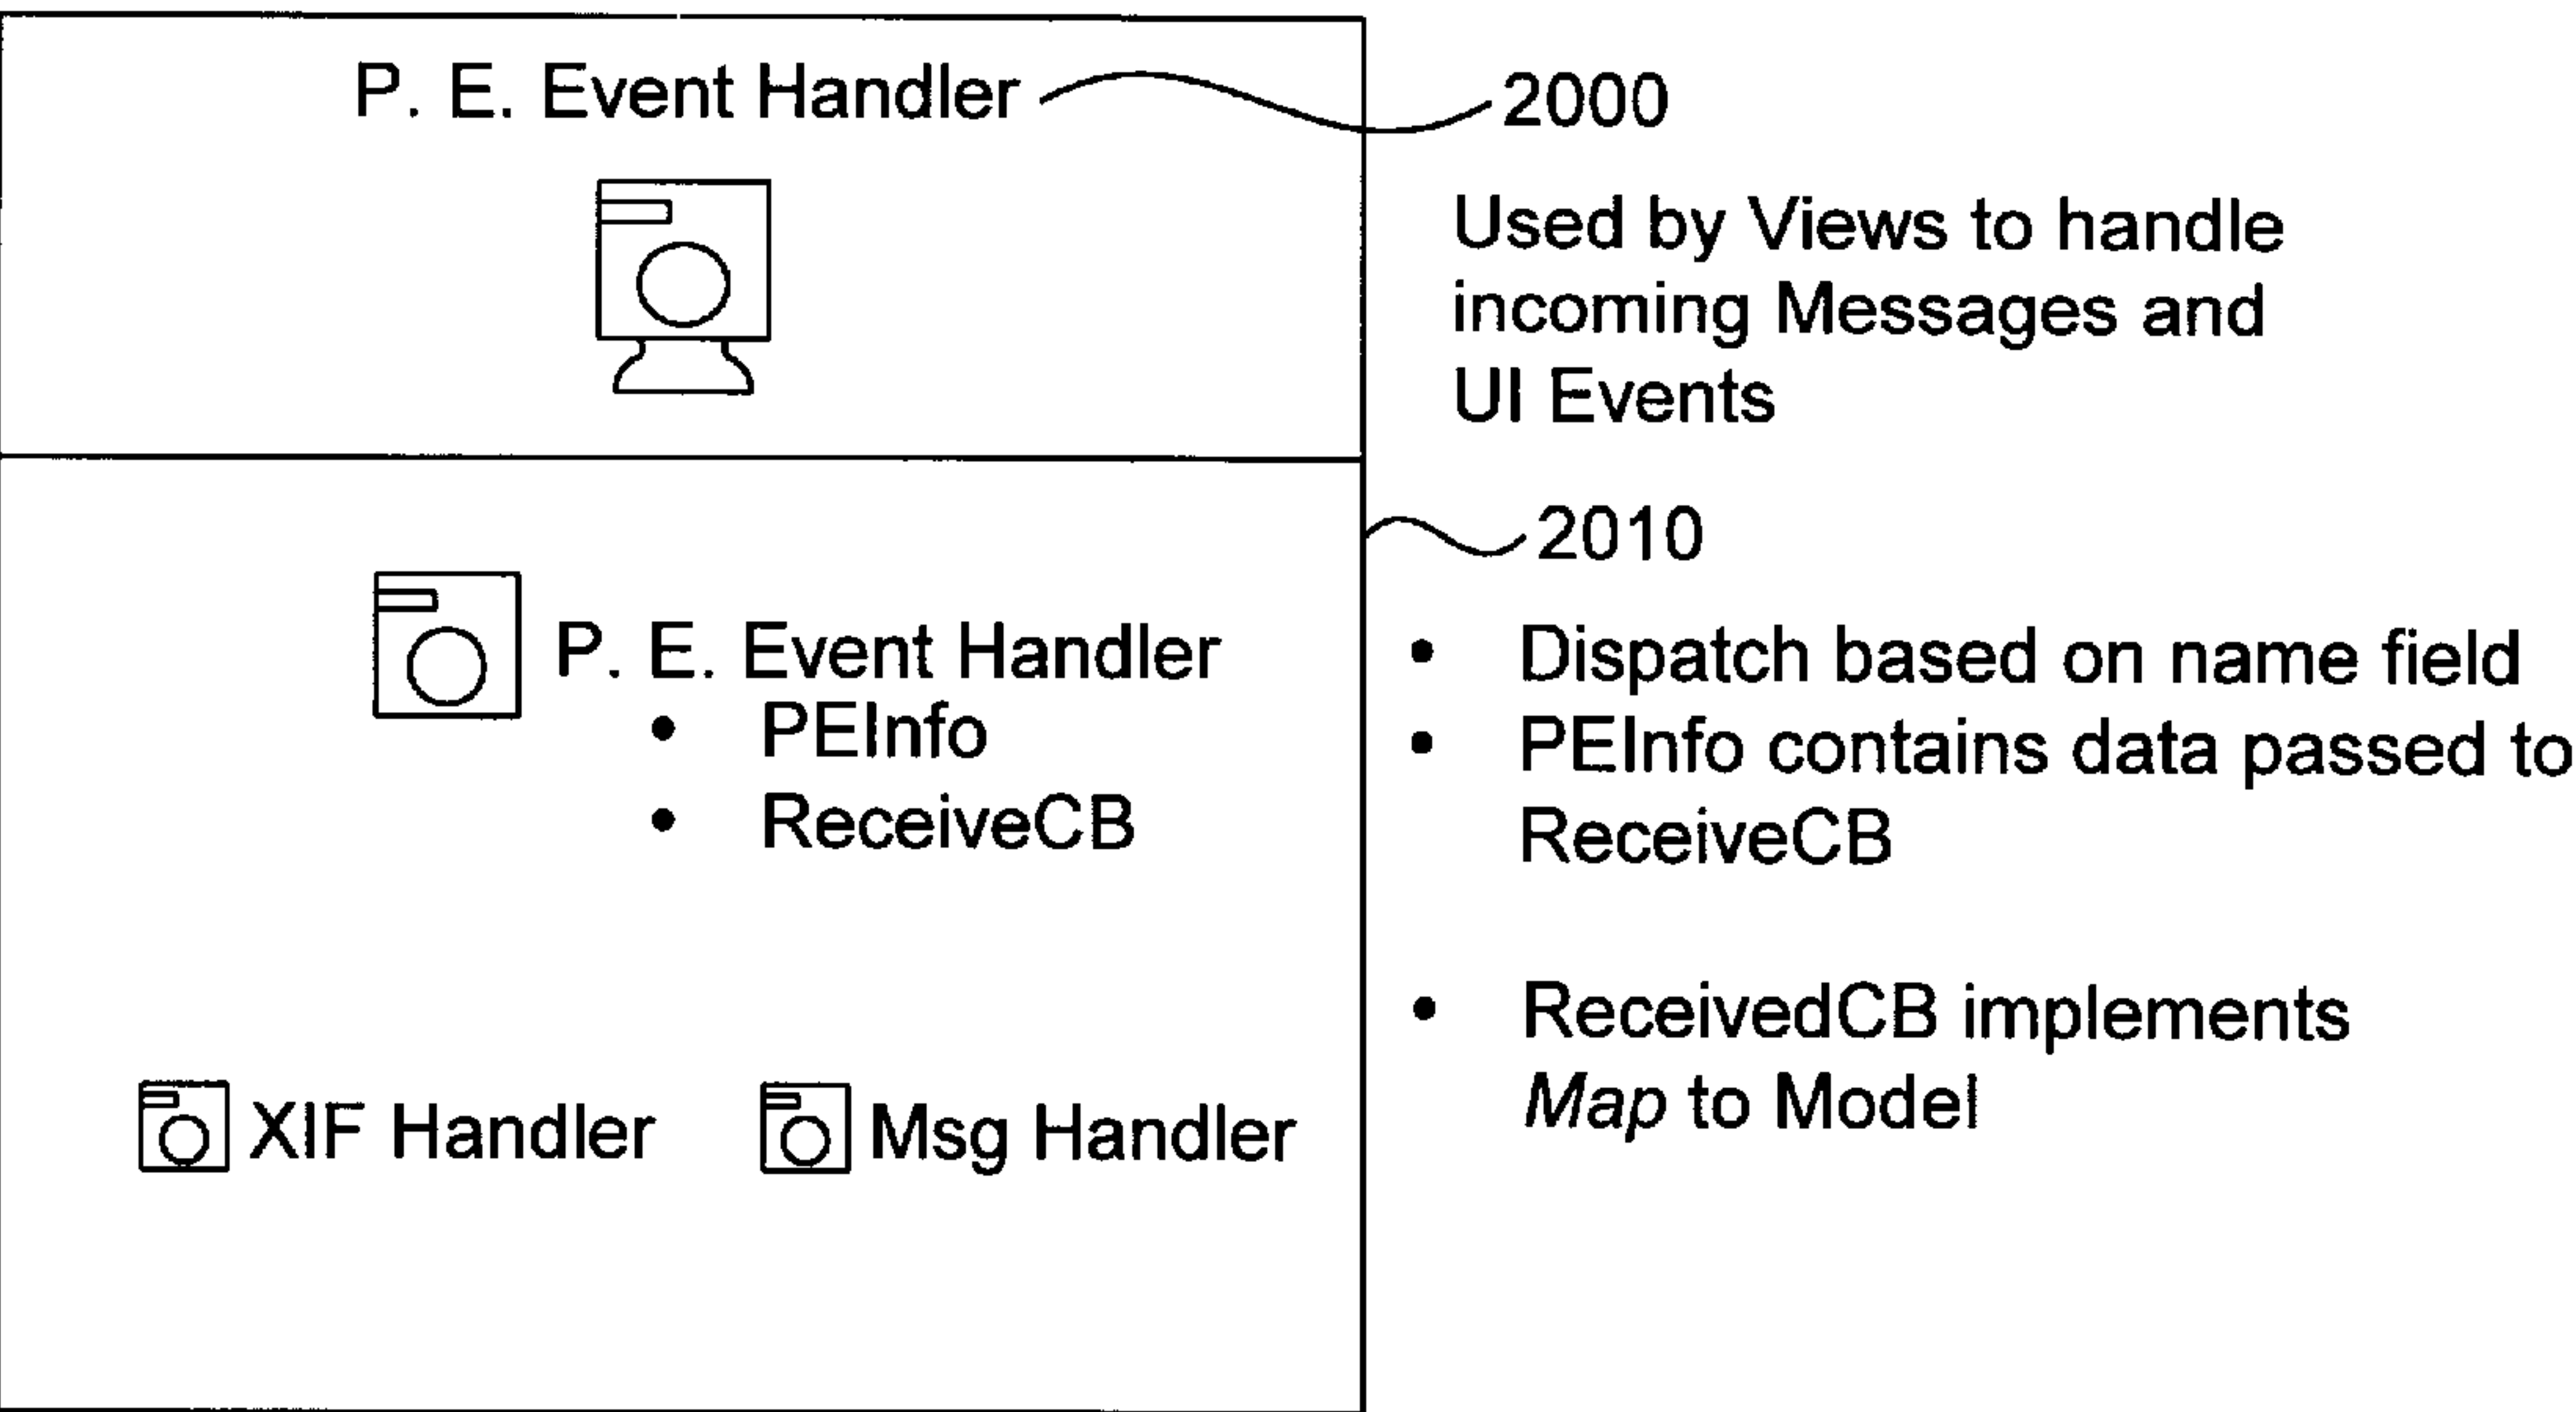 P. E. Event Handler
2000
Used by Views to handle
incoming Messages and
UI Events
2010
P. E. Event Handler
• PEInfo
• ReceiveCB
• Dispatch based on name field
• PEInfo contains data passed to
ReceiveCB
• ReceivedCB implements
Map to Model
XIF Handler
Msg Handler